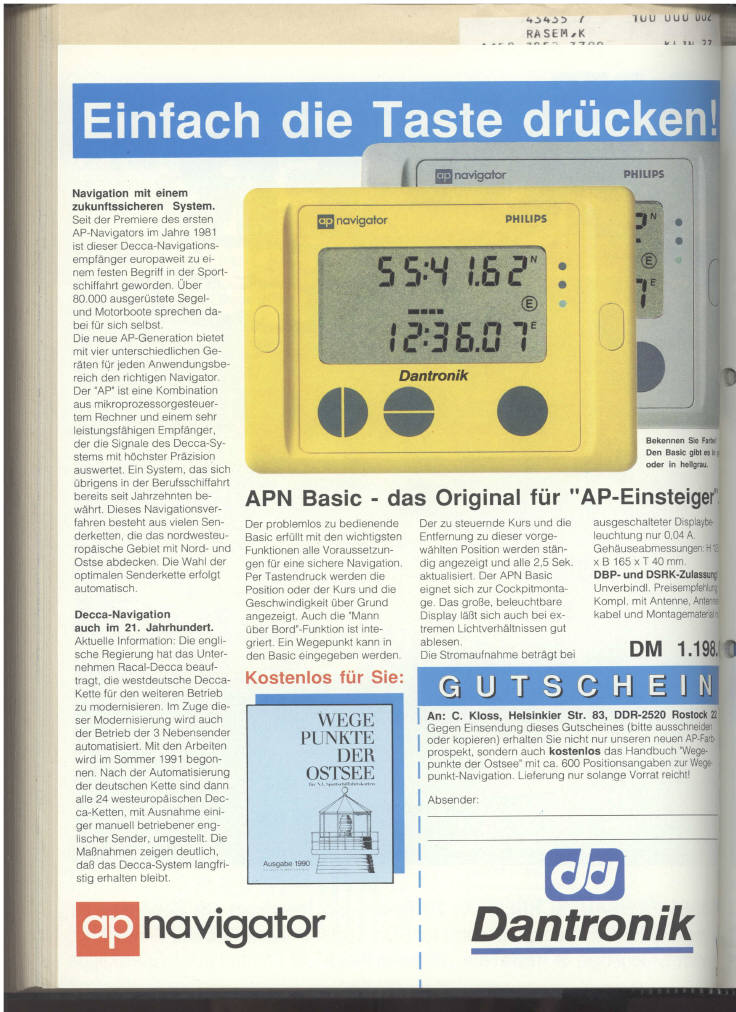 43435 7 100 000 002
RASEM,K
Einfach die Taste drücken!
ap navigator PHILIPS
Navigation mit einem
zukunftssicheren System.
Seit der Premiere des ersten
AP-Navigators im Jahre 1981
ist dieser Decca-Navigations-
empfänger europaweit zu ei-
nem festen Begriff in der Sport-
schiffahrt geworden. Über
80.000 ausgerüstete Segel-
und Motorboote sprechen da-
bei für sich selbst.
Die neue AP-Generation bietet
mit vier unterschiedlichen Ge-
räten für jeden Anwendungsbe-
reich den richtigen Navigator.
Der "AP" ist eine Kombination
aus mikroprozessorgesteuer-
tem Rechner und einem sehr
leistungsfähigen Empfänger,
der die Signale des Decca-Sy-
stems mit höchster Präzision
auswertet. Ein System, das sich
übrigens in der Berufsschiffahrt
bereits seit Jahrzehnten be-
währt. Dieses Navigationsver-
fahren besteht aus vielen Sen-
derketten, die das nordwesteu-
ropäische Gebiet mit Nord- und
Ostse abdecken. Die Wahl der
optimalen Senderkette erfolgt
automatisch.
Decca-Navigation
auch im 21. Jahrhundert.
Aktuelle Information: Die engli-
sche Regierung hat das Unter-
nehmen Racal-Decca beauf-
tragt, die westdeutsche Decca-
Kette für den weiteren Betrieb
zu modernisieren. Im Zuge die-
ser Modernisierung wird auch
der Betrieb der 3 Nebensender
automatisiert. Mit den Arbeiten
wird im Sommer 1991 begon-
nen. Nach der Automatisierung
der deutschen Kette sind dann
alle 24 westeuropäischen Dec-
ca-Ketten, mit Ausnahme eini-
ger manuell betriebener eng-
lischer Sender, umgestellt. Die
Maßnahmen zeigen deutlich,
daß das Decca-System langfri-
stig erhalten bleibt.
ap navigator PHILIPS
55:41.62 N
E
12:36.07 E
Dantronik
N
E
E
Bekennen Sie Farbe!
Den Basic gibt es in
oder in hellgrau.
APN Basic - das Original für "AP-Einsteiger".
Der problemlos zu bedienende
Basic erfüllt mit den wichtigsten
Funktionen alle Voraussetzun-
gen für eine sichere Navigation.
Per Tastendruck werden die
Position oder der Kurs und die
Geschwindigkeit über Grund
angezeigt. Auch die "Mann
über Bord"-Funktion ist inte-
griert. Ein Wegepunkt kann in
den Basic eingegeben werden.
Der zu steuernde Kurs und die
Entfernung zu dieser vorge-
wählten Position werden stän-
dig angezeigt und alle 2,5 Sek.
aktualisiert. Der APN Basic
eignet sich zur Cockpitmonta-
ge. Das große, beleuchtbare
Display läßt sich auch bei ex-
tremen Lichtverhältnissen gut
ablesen.
Die Stromaufnahme beträgt bei
ausgeschalteter Displaybe-
leuchtung nur 0,04 A.
Gehäuseabmessungen: H
x B 165 x T 40 mm.
DBP- und DSRK-Zulassung!
Unverbindl. Preisempfehlung
Kompl. mit Antenne, Antennen
kabel und Montagematerial
DM 1.198,
Kostenlos für Sie:
WEGE
PUNKTE
DER
OSTSEE
für NV. Sportschiffahrtskarten
Ausgabe 1990
GUTSCHEIN
An: C. Kloss, Helsinkier Str. 83, DDR-2520 Rostock 22
Gegen Einsendung dieses Gutscheines (bitte ausschneiden
oder kopieren) erhalten Sie nicht nur unseren neuen AP-Farb
prospekt, sondern auch kostenlos das Handbuch "Wege-
punkte der Ostsee" mit ca. 600 Positionsangaben zur Wege
punkt-Navigation. Lieferung nur solange Vorrat reicht!
Absender:
ap navigator
da
Dantronik